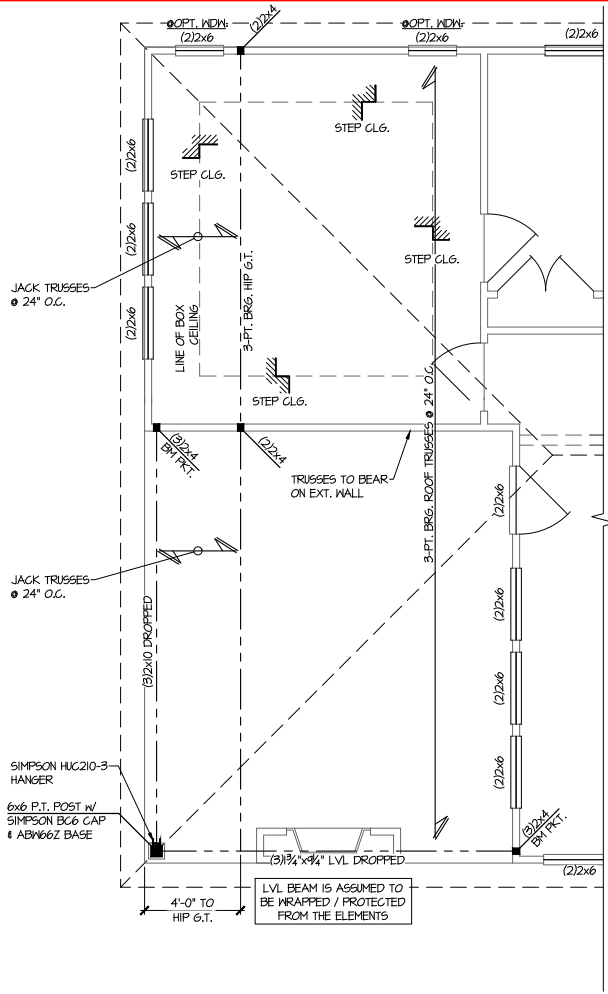 @OPT. WDW.
(2)2x6
(2)2x4
@OPT. WDW.
(2)2x6
(2)2x6
STEP CLG.
STEP CLG.
(2)2x6
(2)2x6
(2)2x6
STEP CLG.
JACK TRUSSES
@ 24" O.C.
LINE OF BOX
CEILING
3-PT. BRG. HIP G.T.
STEP CLG.
(3)2x4
BM PKT.
(2)2x4
TRUSSES TO BEAR
ON EXT. WALL
3-PT. BRG. ROOF TRUSSES @ 24" O.C.
(2)2x6
JACK TRUSSES
@ 24" O.C.
(3)2x10 DROPPED
(2)2x6
(2)2x6
(2)2x6
SIMPSON HUC210-3
HANGER
6x6 P.T. POST W/
SIMPSON BC6 CAP
& ABW66Z BASE
(3)2x4
BM PKT.
(3)1¾"x9¼" LVL DROPPED
(2)2x6
4'-0" TO
HIP G.T.
LVL BEAM IS ASSUMED TO
BE WRAPPED / PROTECTED
FROM THE ELEMENTS